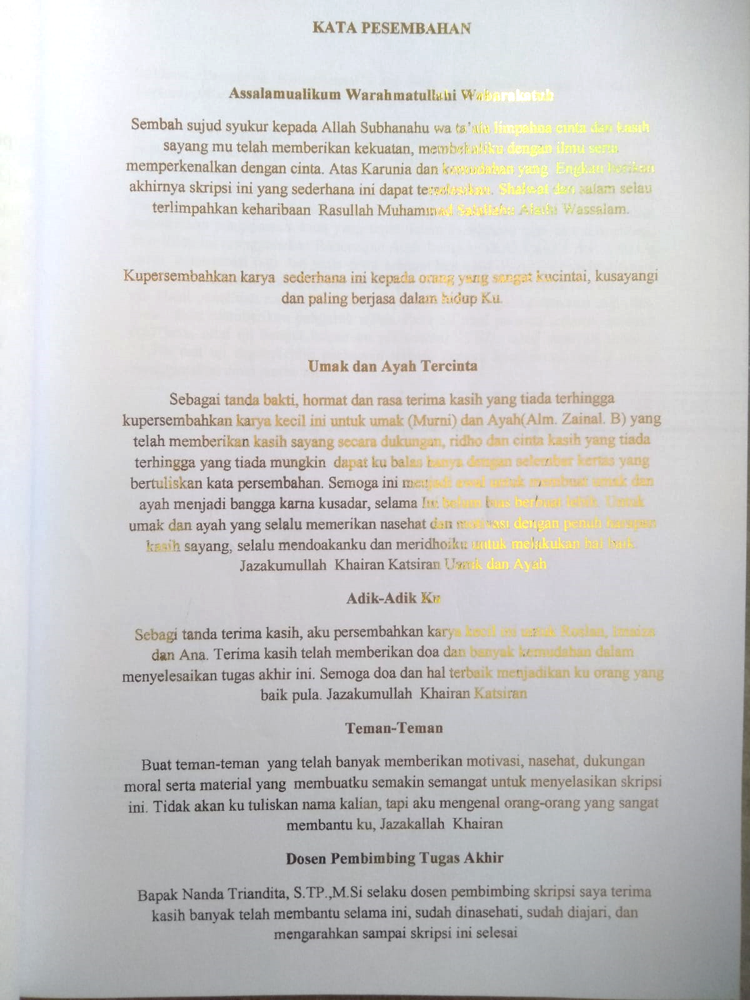 KATA PESEMBAHAN
Assalamualikum Warahmatullahi Wabarakatuh
Sembah sujud syukur kepada Allah Subhanahu wa ta'ala limpahna cinta dan kasih
sayang mu telah memberikan kekuatan, membekaliku dengan ilmu serta
memperkenalkan dengan cinta. Atas Karunia dan kemudahan yang Engkau berikan
akhirnya skripsi ini yang sederhana ini dapat terselesikan. Shalwat dan salam selau
terlimpahkan keharibaan Rasullah Muhammad Salallahu Alaihi Wassalam.
Kupersembahkan karya sederhana ini kepada orang yang sangat kucintai, kusayangi
dan paling berjasa dalam hidup Ku.
Umak dan Ayah Tercinta
Sebagai tanda bakti, hormat dan rasa terima kasih yang tiada terhingga
kupersembahkan karya kecil ini untuk umak (Murni) dan Ayah(Alm. Zainal. B) yang
telah memberikan kasih sayang secara dukungan, ridho dan cinta kasih yang tiada
terhingga yang tiada mungkin dapat ku balas hanya dengan selembar kertas yang
bertuliskan kata persembahan. Semoga ini menjadi awal untuk membuat umak dan
ayah menjadi bangga karna kusadar, selama Ini belum bias berbuat lebih. Untuk
umak dan ayah yang selalu memerikan nasehat dan motivasi dengan penuh harapan
kasih sayang, selalu mendoakanku dan meridhoiku untuk melakukan hal baik.
Jazakumullah Khairan Katsiran Umak dan Ayah
Adik-Adik Ku
Sebagi tanda terima kasih, aku persembahkan karya kecil ini untuk Roslan,
dan Ana. Terima kasih telah memberikan doa dan banyak kemudahan dalam
menyelesaikan tugas akhir ini. Semoga doa dan hal terbaik menjadikan ku orang yang
baik pula. Jazakumullah Khairan Katsiran
Teman-Teman
Buat teman-teman yang telah banyak memberikan motivasi, nasehat, dukungan
moral serta material yang membuatku semakin semangat untuk menyelasikan skripsi
ini. Tidak akan ku tuliskan nama kalian, tapi aku mengenal orang-orang yang sangat
membantu ku, Jazakallah Khairan
Dosen Pembimbing Tugas Akhir
Bapak Nanda Triandita, S.TP.,M.Si selaku dosen pembimbing skripsi saya terima
kasih banyak telah membantu selama ini, sudah dinasehati, sudah diajari, dan
mengarahkan sampai skripsi ini selesai